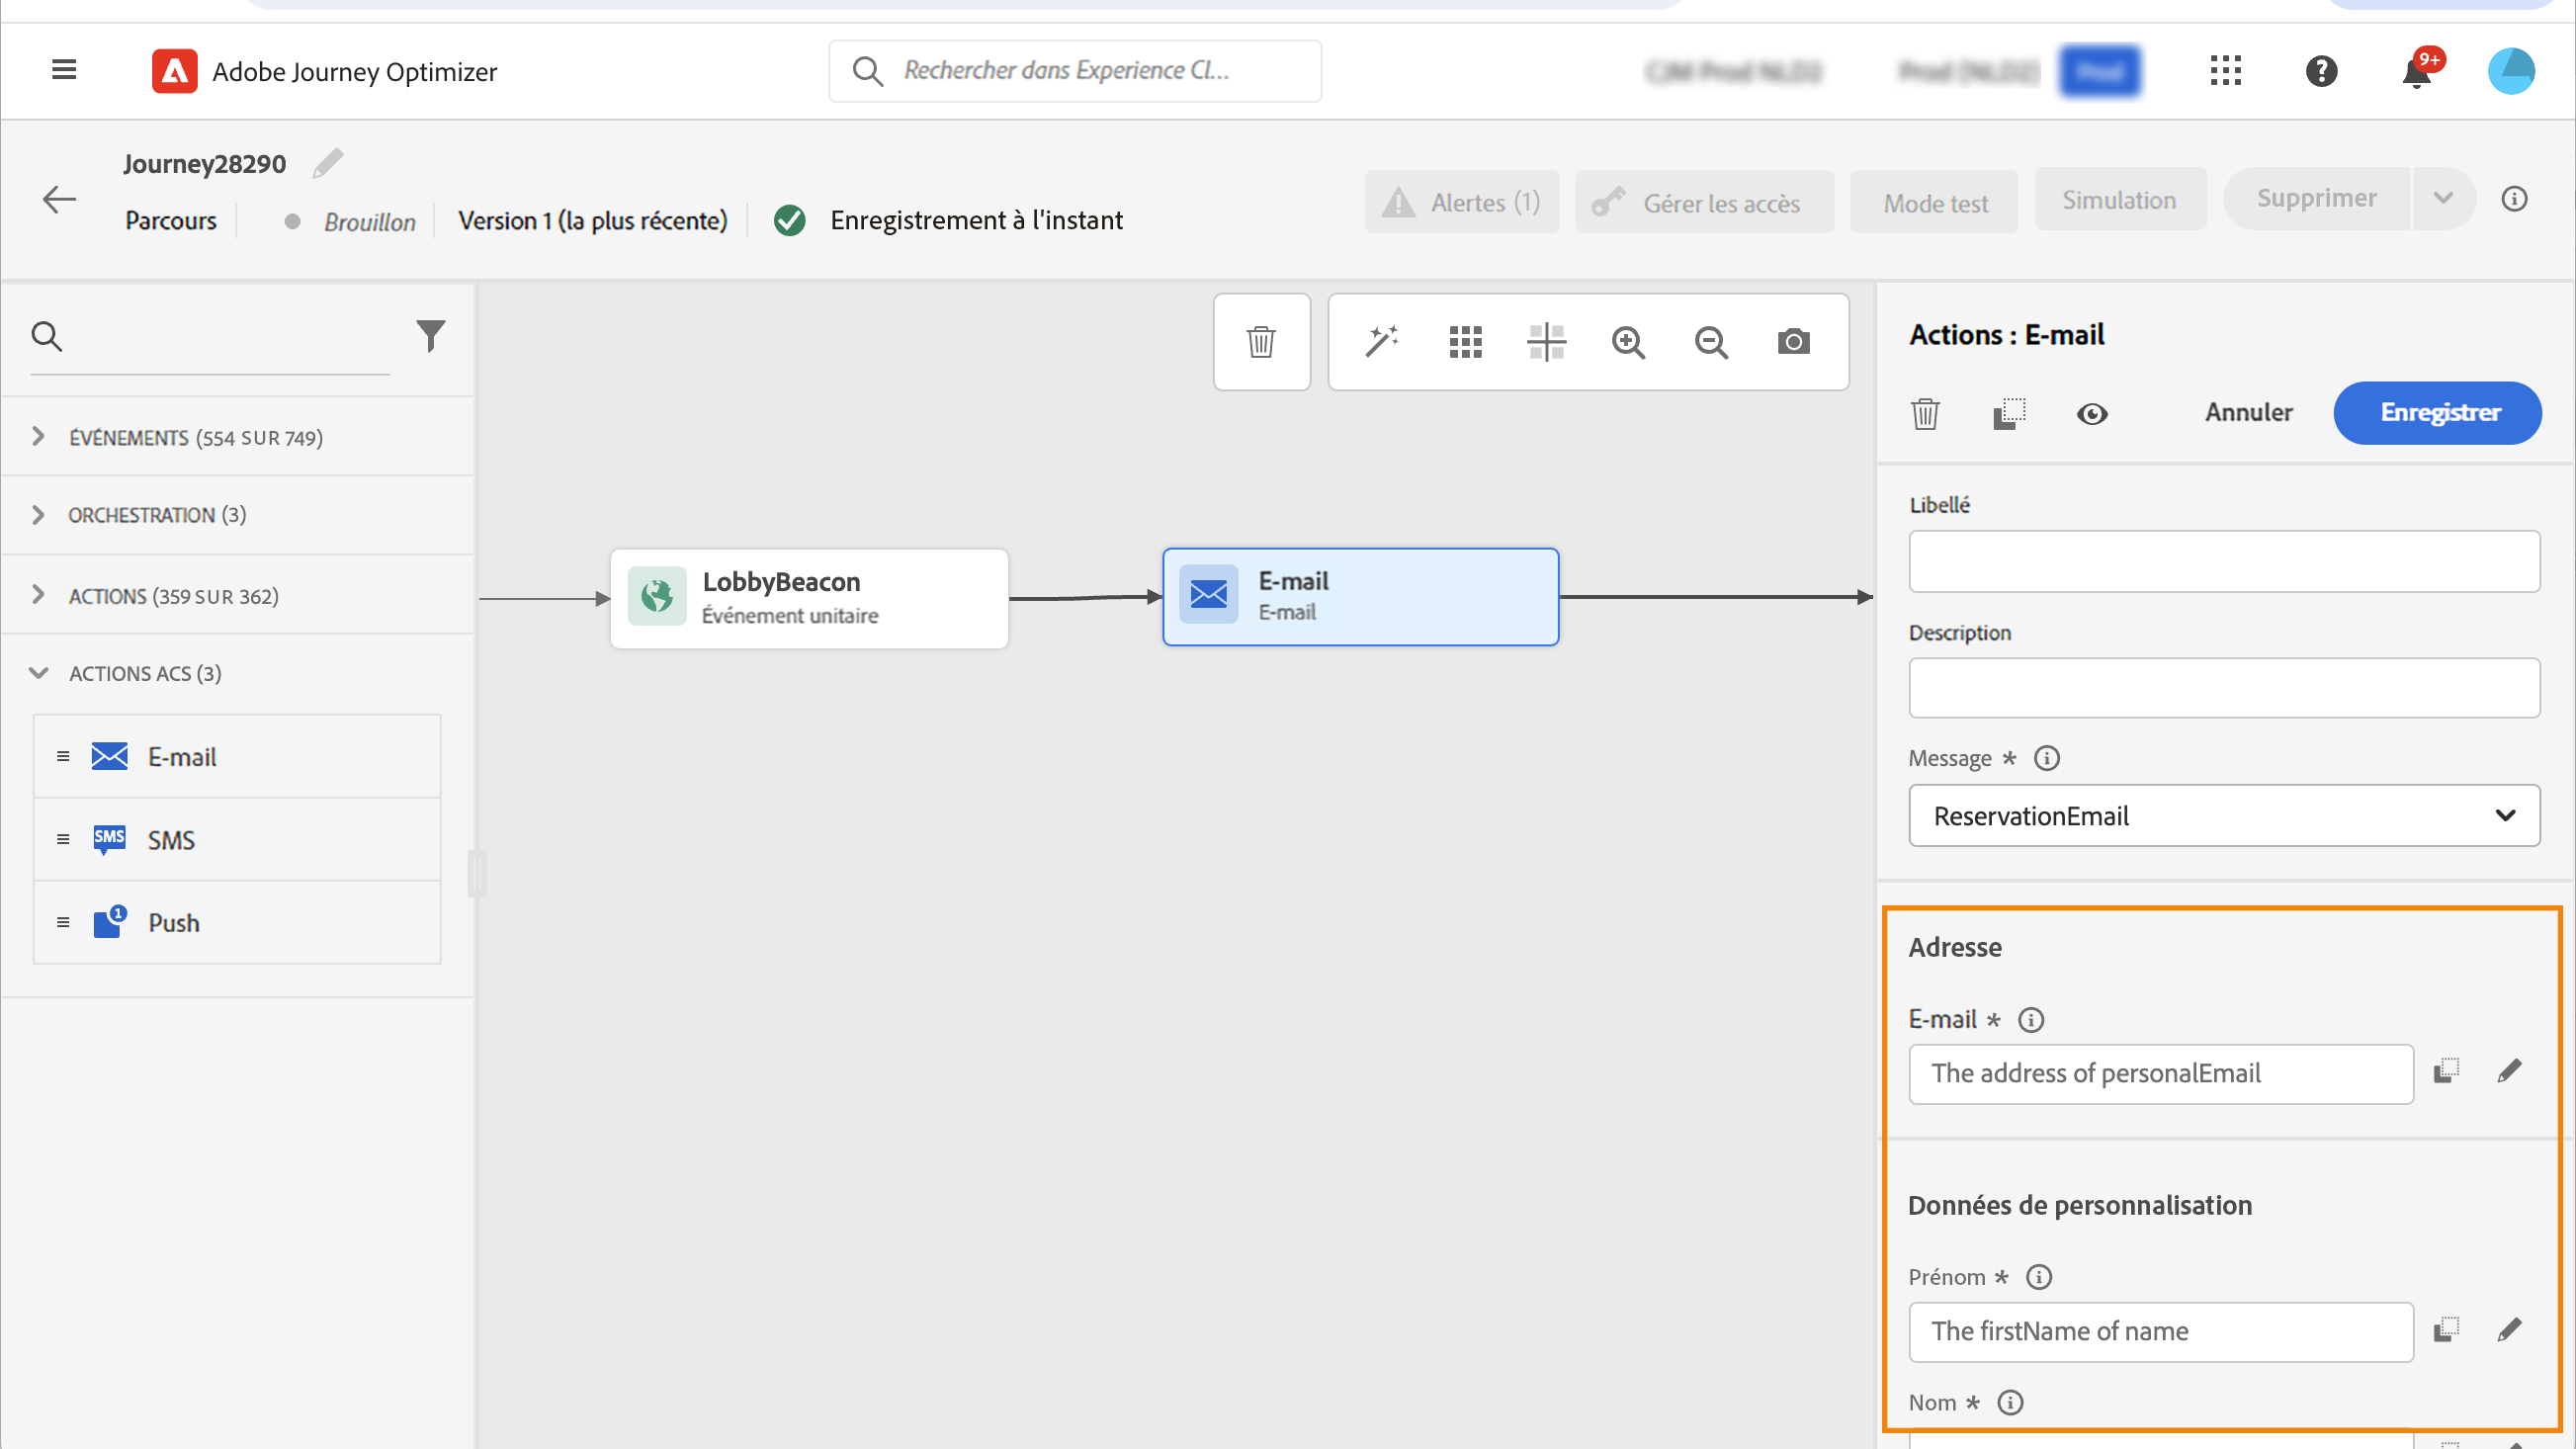 Adobe Journey Optimizer
Rechercher dans Experience Cl...
9+
Journey28290
Parcours
Brouillon
Version 1 (la plus récente)
Enregistrement à l'instant
Alertes (1)
Gérer les accès
Mode test
Simulation
Supprimer
ÉVÉNEMENTS (554 SUR 749)
ORCHESTRATION (3)
ACTIONS (359 SUR 362)
ACTIONS ACS (3)
E-mail
SMS
SMS
1
Push
LobbyBeacon
Événement unitaire
E-mail
E-mail
Actions : E-mail
Annuler
Enregistrer
Libellé
Description
Message *
ReservationEmail
Adresse
E-mail *
The address of personalEmail
Données de personnalisation
Prénom *
The firstName of name
Nom *